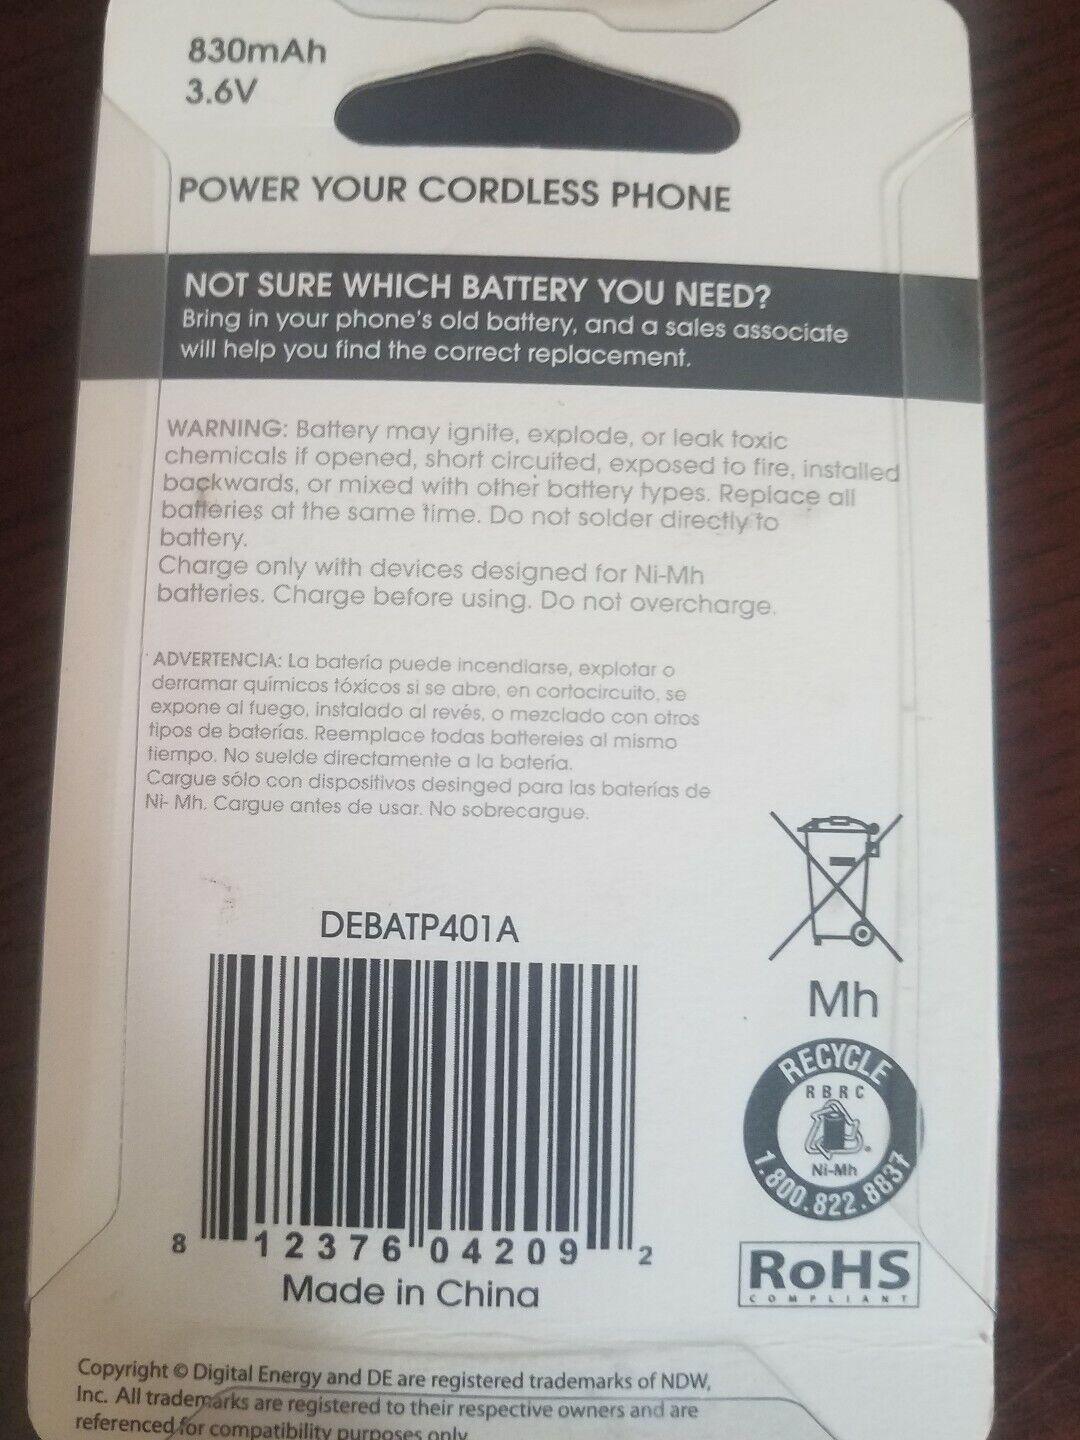 830mAh
3.6V
POWER YOUR CORDLESS PHONE
NOT SURE WHICH BATTERY YOU NEED?
Bring in your phone's old battery, and a sales associate
will help you find the correct replacement.
WARNING: Battery may ignite, explode, or leak toxic
chemicals if opened, short circuited, exposed to fire, installed
backwards, or mixed with other battery types. Replace all
batteries at the same time. Do not solder directly to
battery.
Charge only with devices designed for Ni-Mh
batteries. Charge before using. Do not overcharge.
ADVERTENCIA: La batería puede incendiarse, explotar o
derramar químicos tóxicos si se abre, en cortocircuito, se
expone al fuego, instalado al revés, o mezclado con otros
tipos de baterías. Reemplace todas battereies al mismo
tiempo. No suelde directamente a la batería.
Cargue sólo con dispositivos desinged para las baterías de
Ni- Mh. Cargue antes de usar. No sobrecargue.
DEBATP401A
8 12376 04209 2
Made in China
Mh
RECYCLE
RBRC
Ni-Mh
1.800.822.8837
RoHS
COMPLIANT
Copyright © Digital Energy and DE are registered trademarks of NDW,
Inc. All trademarks are registered to their respective owners and are
referenced for compatibility purposes only